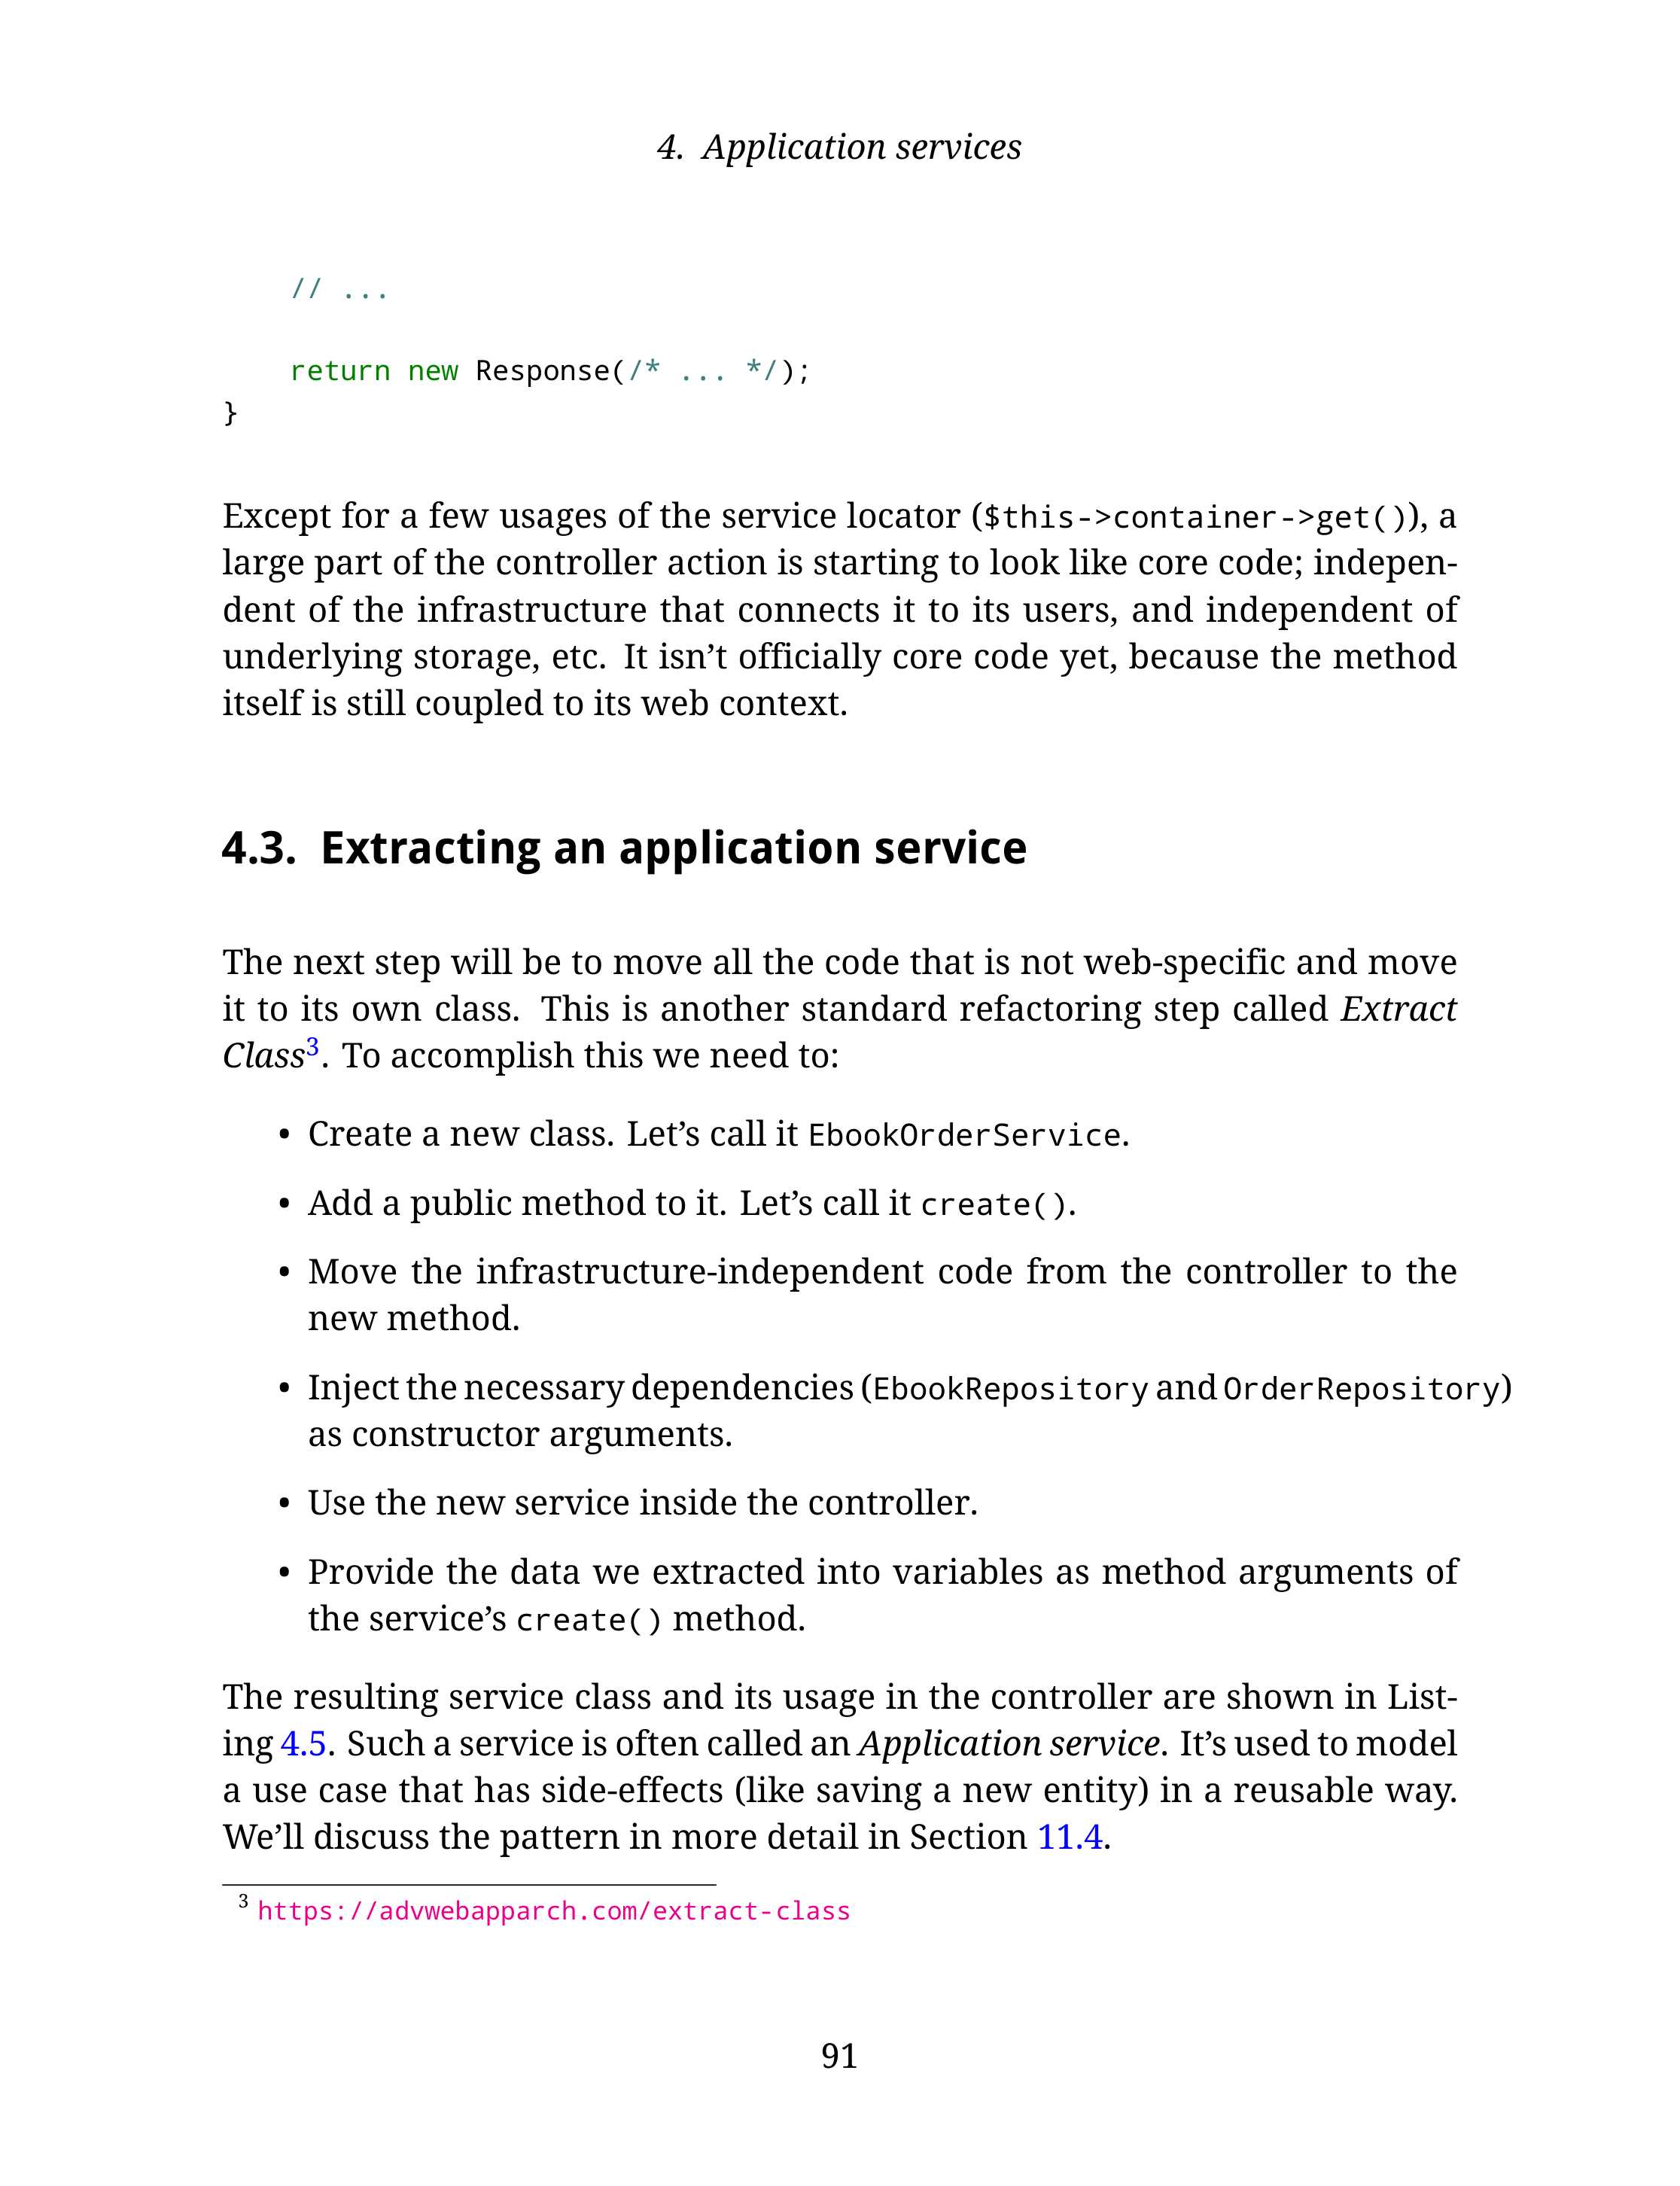 4. Application services
// ...
return new Response(/* ... */);
}
Except for a few usages of the service locator ($this->container->get()), a
large part of the controller action is starting to look like core code; indepen-
dent of the infrastructure that connects it to its users, and independent of
underlying storage, etc. It isn’t officially core code yet, because the method
itself is still coupled to its web context.
4.3. Extracting an application service
The next step will be to move all the code that is not web-specific and move
it to its own class. This is another standard refactoring step called Extract
Class3. To accomplish this we need to:
• Create a new class. Let’s call it EbookOrderService.
• Add a public method to it. Let’s call it create().
• Move the infrastructure-independent code from the controller to the
new method.
• Inject the necessary dependencies (EbookRepository and OrderRepository)
as constructor arguments.
• Use the new service inside the controller.
• Provide the data we extracted into variables as method arguments of
the service’s create() method.
The resulting service class and its usage in the controller are shown in List-
ing 4.5. Such a service is often called an Application service. It’s used to model
a use case that has side-effects (like saving a new entity) in a reusable way.
We’ll discuss the pattern in more detail in Section 11.4.
3 https://advwebapparch.com/extract-class
91